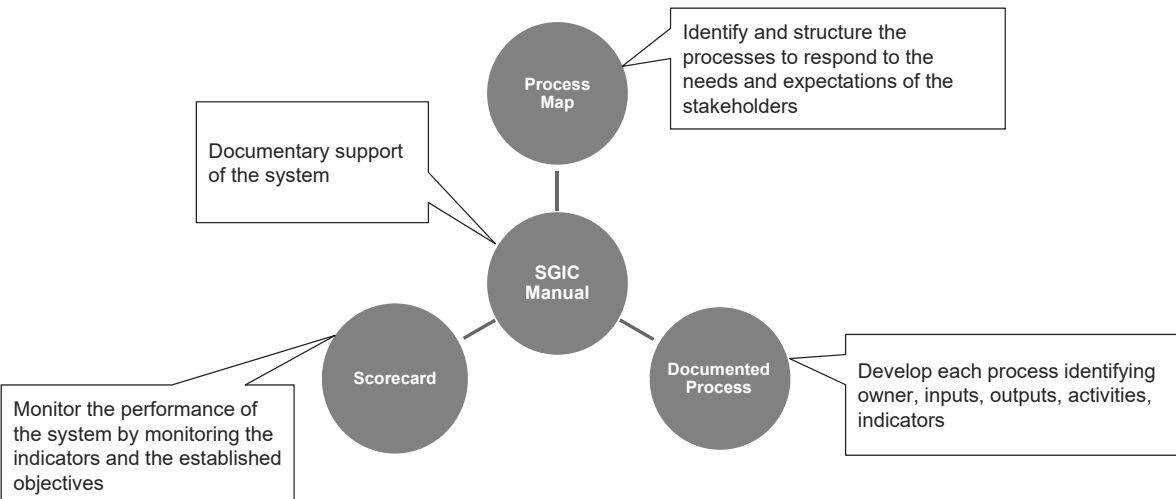 Process
Map
Identify and structure the
processes to respond to the
needs and expectations of the
stakeholders
Documentary support
of the system
SGIC
Manual
Scorecard
Monitor the performance of
the system by monitoring the
indicators and the established
objectives
Documented
Process
Develop each process identifying
owner, inputs, outputs, activities,
indicators